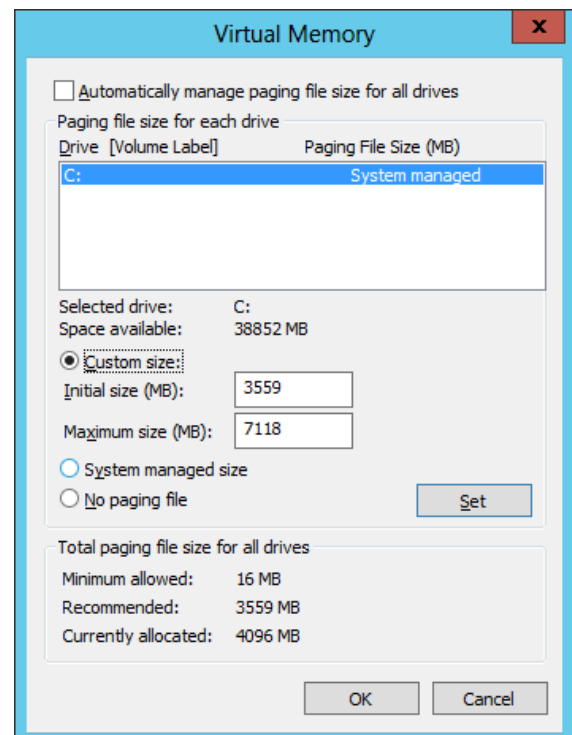 Virtual Memory
x
Automatically manage paging file size for all drives
Paging file size for each drive
Drive [Volume Label] Paging File Size (MB)
C: System managed
Selected drive: C:
Space available: 38852 MB
Custom size:
Initial size (MB): 3559
Maximum size (MB): 7118
System managed size
No paging file
Set
Total paging file size for all drives
Minimum allowed: 16 MB
Recommended: 3559 MB
Currently allocated: 4096 MB
OK Cancel